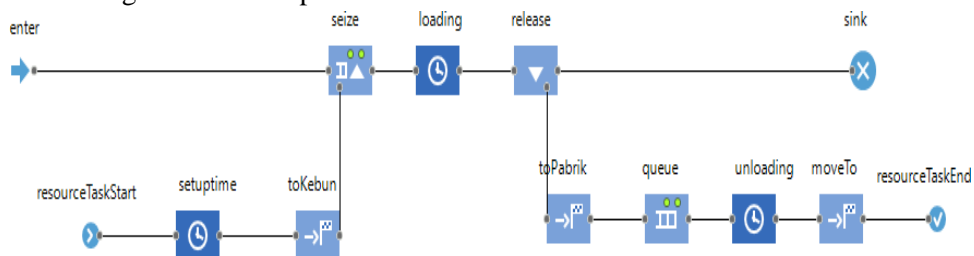 enter
seize
loading
release
sink
resourceTaskStart
setuptime
toKebun
toPabrik
queue
unloading
moveTo
resourceTaskEnd